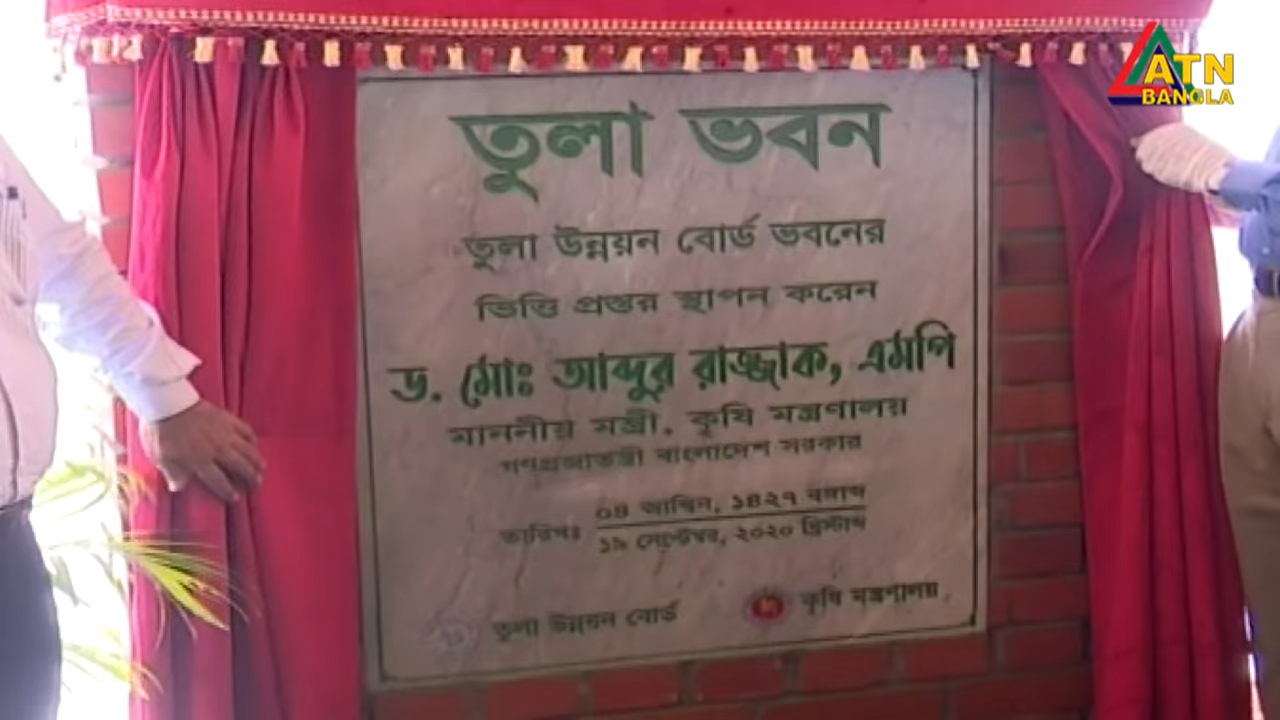 ATN
BANGLA
তুলা ভবন
তুলা উন্নয়ন বোর্ড ভবনের
ভিত্তি প্রস্তর স্থাপন করেন
ড. মোঃ আব্দুর রাজ্জাক, এমপি
মাননীয় মন্ত্রী, কৃষি মন্ত্রণালয়
গণপ্রজাতন্ত্রী বাংলাদেশ সরকার
তারিখঃ ০৪ আশ্বিন, ১৪২৭ বঙ্গাব্দ
১৯ সেপ্টেম্বর, ২০২০ খ্রিস্টাব্দ
তুলা উন্নয়ন বোর্ড
কৃষি মন্ত্রণালয়